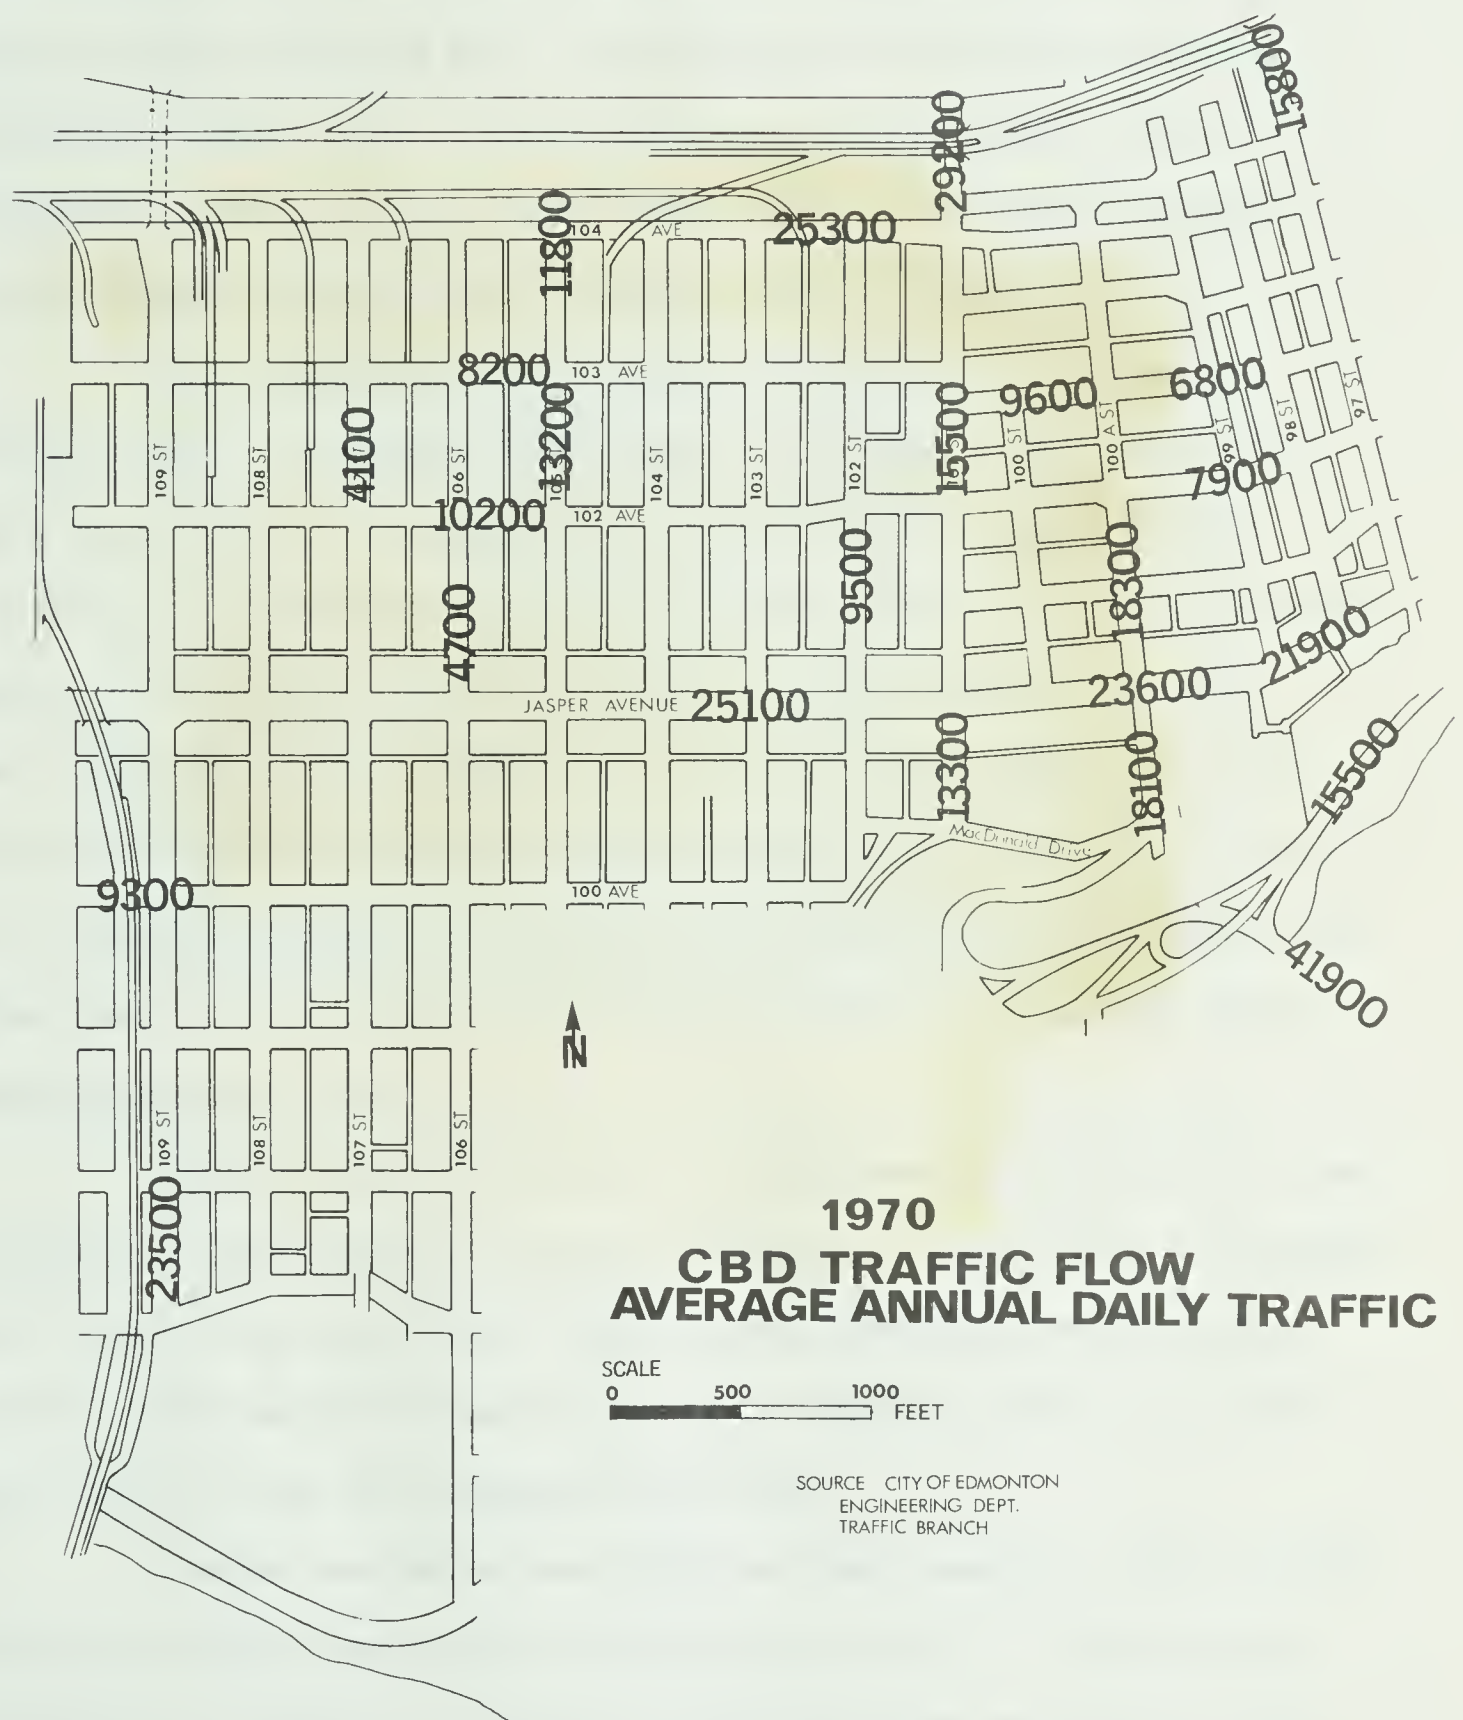 15800
29200
11800
104 AVE
25300
8200
103 AVE
9600
6800
97 ST
98 ST
99 ST
100 A ST
100 ST
15500
102 ST
103 ST
104 ST
13200
106 ST
4100
108 ST
109 ST
7900
10200
102 AVE
18300
9500
4700
21900
23600
JASPER AVENUE 25100
13300
18100
15500
MacDonald Drive
9300
100 AVE
41900
N
109 ST
108 ST
107 ST
106 ST
23500
1970
CBD TRAFFIC FLOW
AVERAGE ANNUAL DAILY TRAFFIC
SCALE
0 500 1000
FEET
SOURCE CITY OF EDMONTON
ENGINEERING DEPT.
TRAFFIC BRANCH